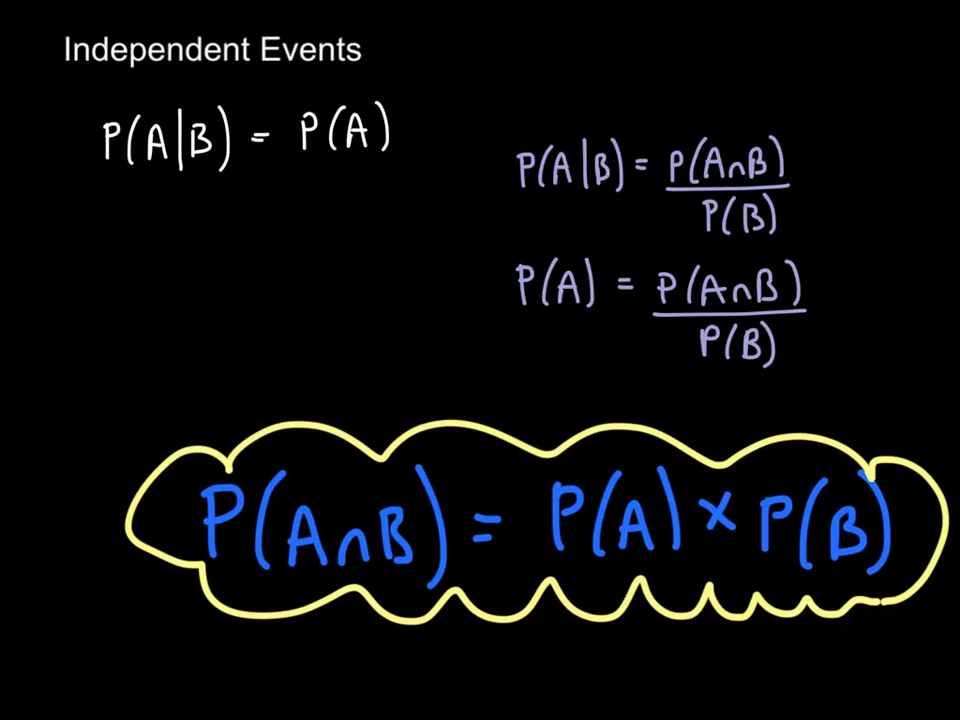 Independent Events
P(A|B) = P(A)
P(A|B) = P(A∩B)
P(B)
P(A) = P(A∩B)
P(B)
P(A∩B) = P(A) × P(B)